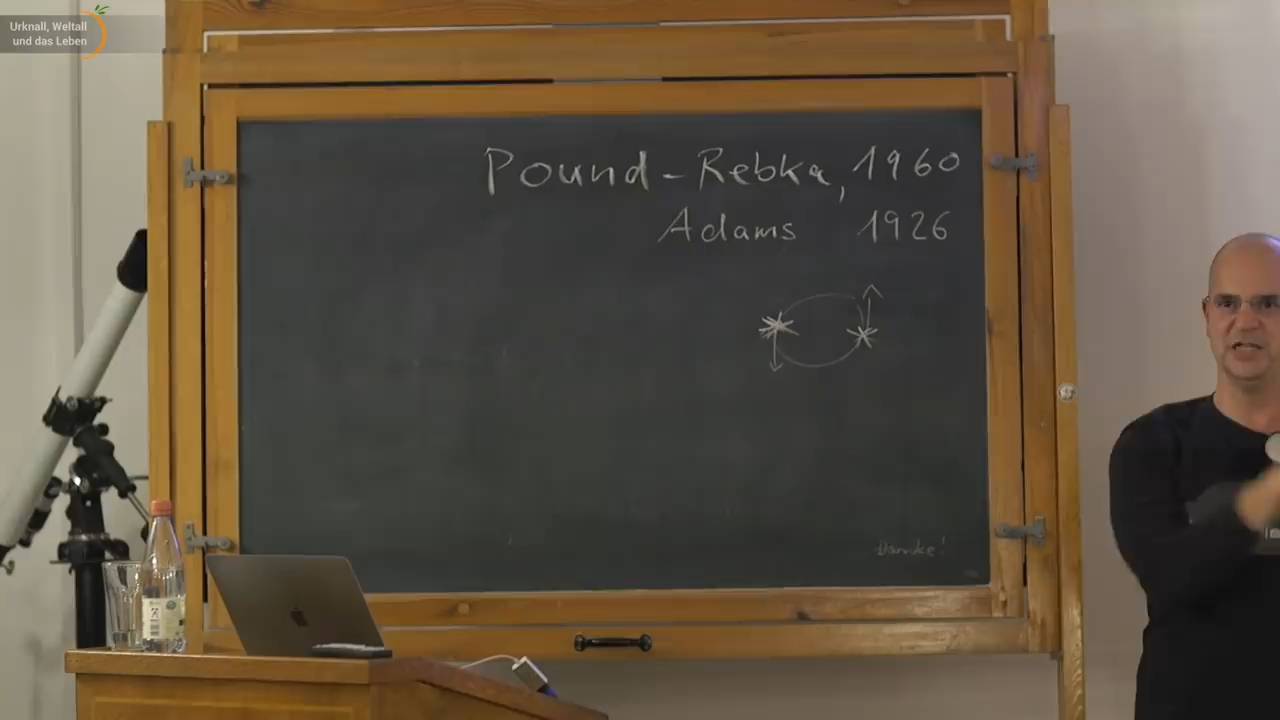 Urknall, Weltall
und das Leben
Pound-Rebka, 1960
Adams 1926
Danke!